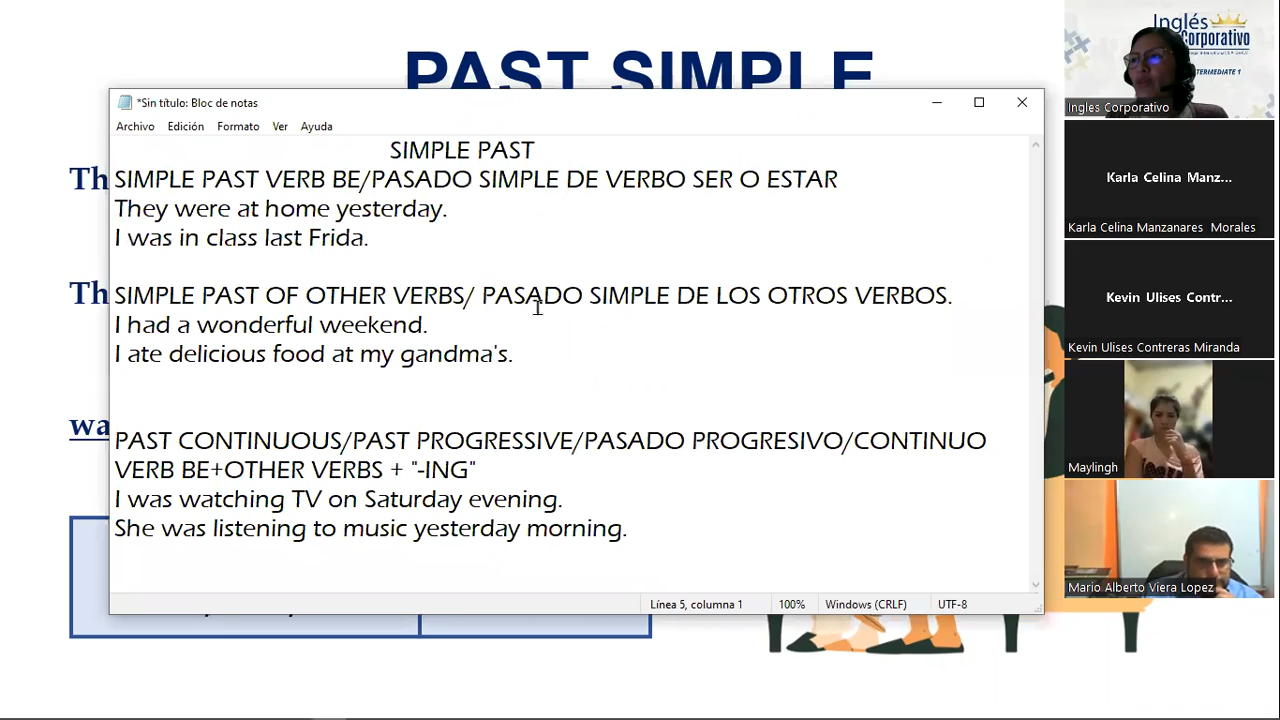 PAST SIMPLE
*Sin título: Bloc de notas
Archivo Edición Formato Ver Ayuda
SIMPLE PAST
SIMPLE PAST VERB BE/PASADO SIMPLE DE VERBO SER O ESTAR
They were at home yesterday.
I was in class last Frida.
SIMPLE PAST OF OTHER VERBS/ PASADO SIMPLE DE LOS OTROS VERBOS.
I had a wonderful weekend.
I ate delicious food at my gandma's.
PAST CONTINUOUS/PAST PROGRESSIVE/PASADO PROGRESIVO/CONTINUO
VERB BE+OTHER VERBS + "-ING"
I was watching TV on Saturday evening.
She was listening to music yesterday morning.
Línea 5, columna 1 100% Windows (CRLF) UTF-8
Th
Th
wa
Inglés
Corporativo
INTERMEDIATE 1
Ingles Corporativo
Karla Celina Manz...
Karla Celina Manzanares Morales
Kevin Ulises Contr...
Kevin Ulises Contreras Miranda
Maylingh
Mario Alberto Viera Lopez